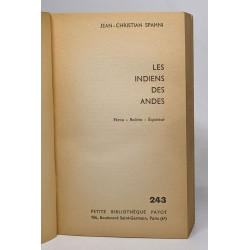 JEAN-CHRISTIAN SPAHNI
LES
INDIENS
DES
ANDES
Pérou - Bolivie - Equateur
243
PETITE BIBLIOTHÈQUE PAYOT
106, Boulevard Saint-Germain, Paris (6e)